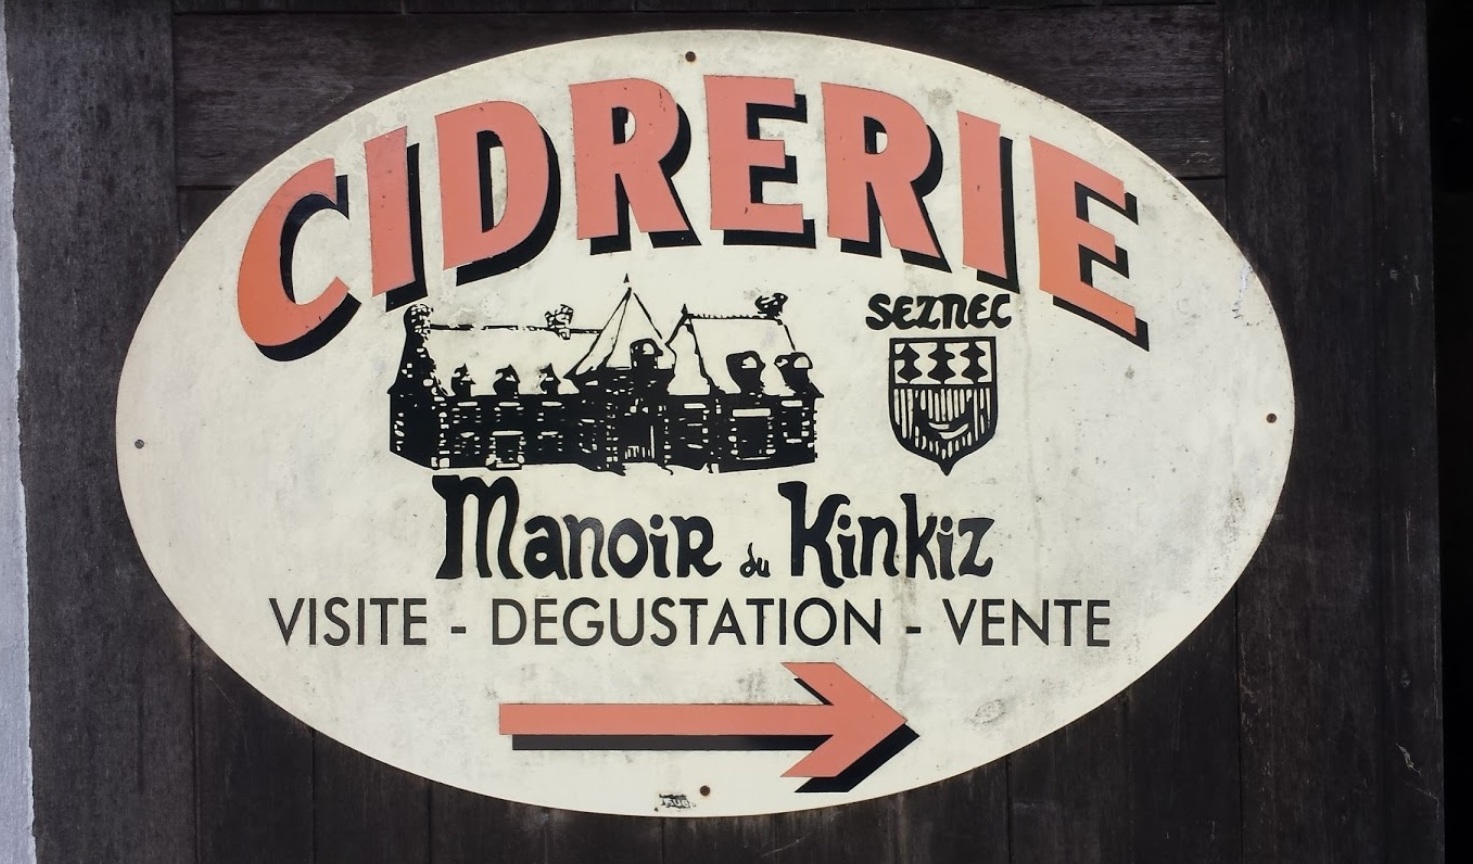 CIDRERIE
SEZNEC
Manoir du Kinkiz
VISITE - DEGUSTATION - VENTE